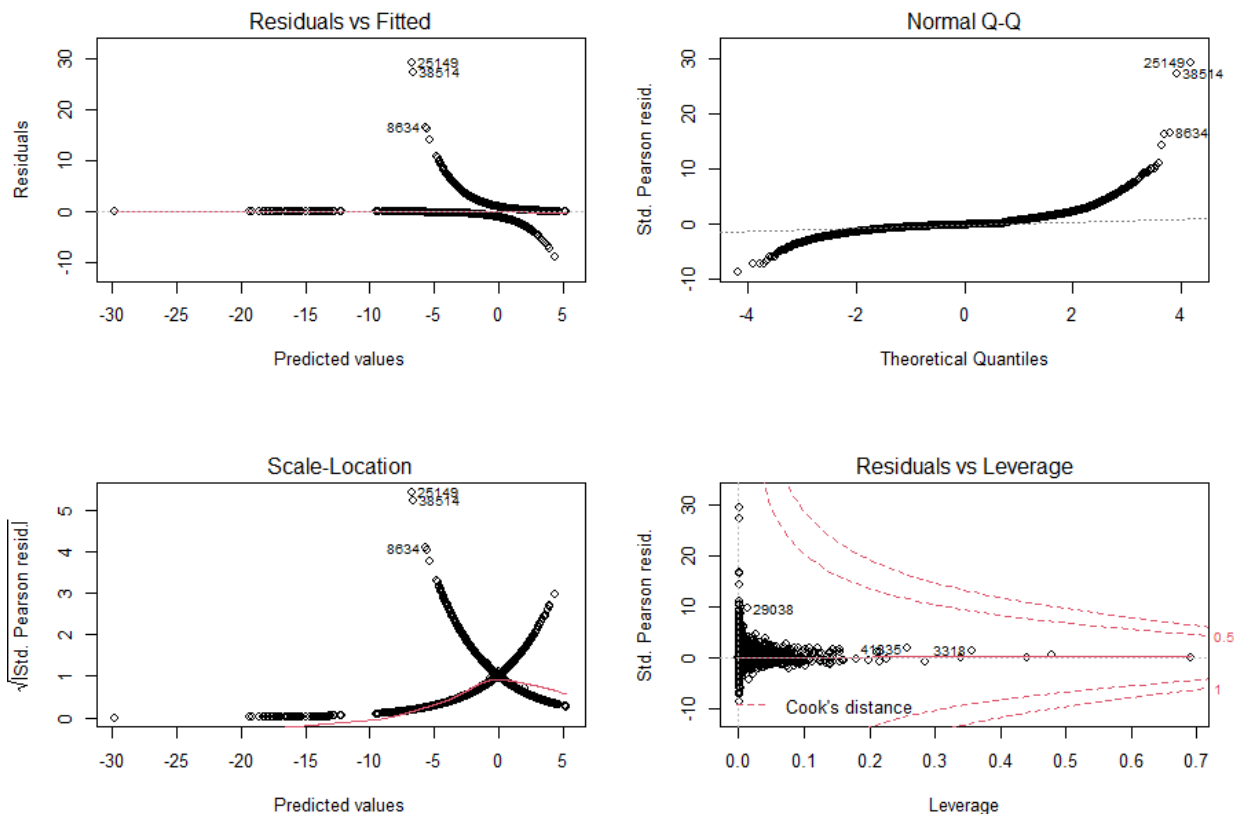 Residuals vs Fitted
Residuals
30
20
10
0
-10
25149
38514
8634
-30 -25 -20 -15 -10 -5 0 5
Predicted values
Normal Q-Q
Std. Pearson resid.
30
20
10
0
-10
25149
38514
8634
-4 -2 0 2 4
Theoretical Quantiles
Scale-Location
√|Std. Pearson resid.|
5
4
3
2
1
0
25149
38514
8634
-30 -25 -20 -15 -10 -5 0 5
Predicted values
Residuals vs Leverage
Std. Pearson resid.
30
20
10
0
-10
29038
3318
0.5
1
Cook's distance
0.0 0.1 0.2 0.3 0.4 0.5 0.6 0.7
Leverage